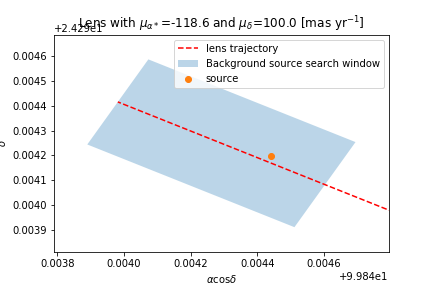 Lens with μα*=-118.6 and μδ=100.0 [mas yr⁻¹]
+2.429e1
lens trajectory
Background source search window
source
0.0046
0.0045
0.0044
0.0043
0.0042
0.0041
0.0040
0.0039
δ
0.0038 0.0040 0.0042 0.0044 0.0046
+9.984e1
αcosδ